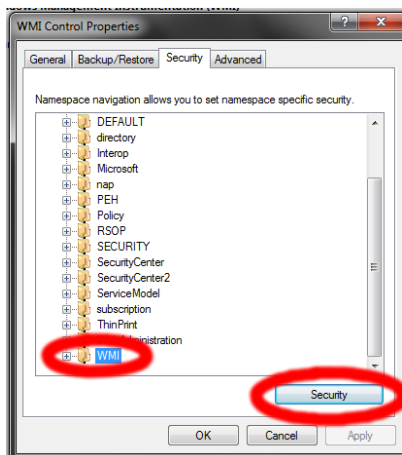 WMI Control Properties
General Backup/Restore Security Advanced
Namespace navigation allows you to set namespace specific security.
DEFAULT
directory
Interop
Microsoft
nap
PEH
Policy
RSOP
SECURITY
SecurityCenter
SecurityCenter2
ServiceModel
subscription
ThinPrint
WMI
Security
OK Cancel Apply